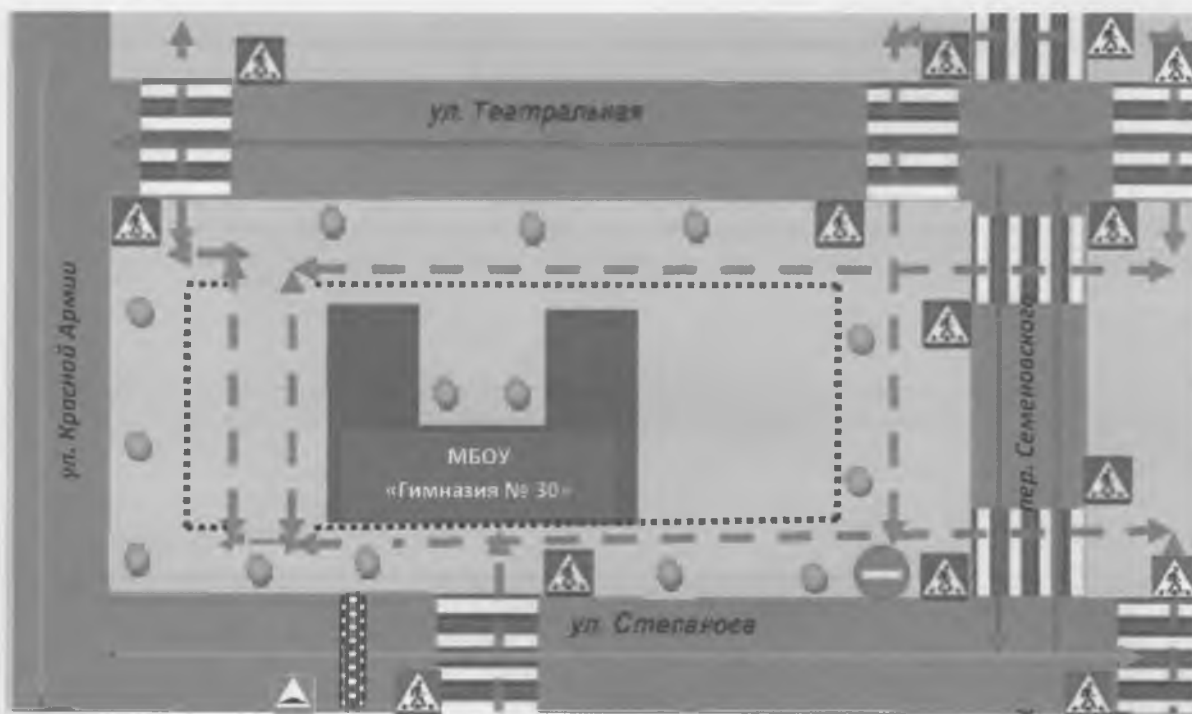 ул. Театральная
ул. Красной Армии
МБОУ
«Гимназия № 30»
пер. Семеновского
ул. Степанова